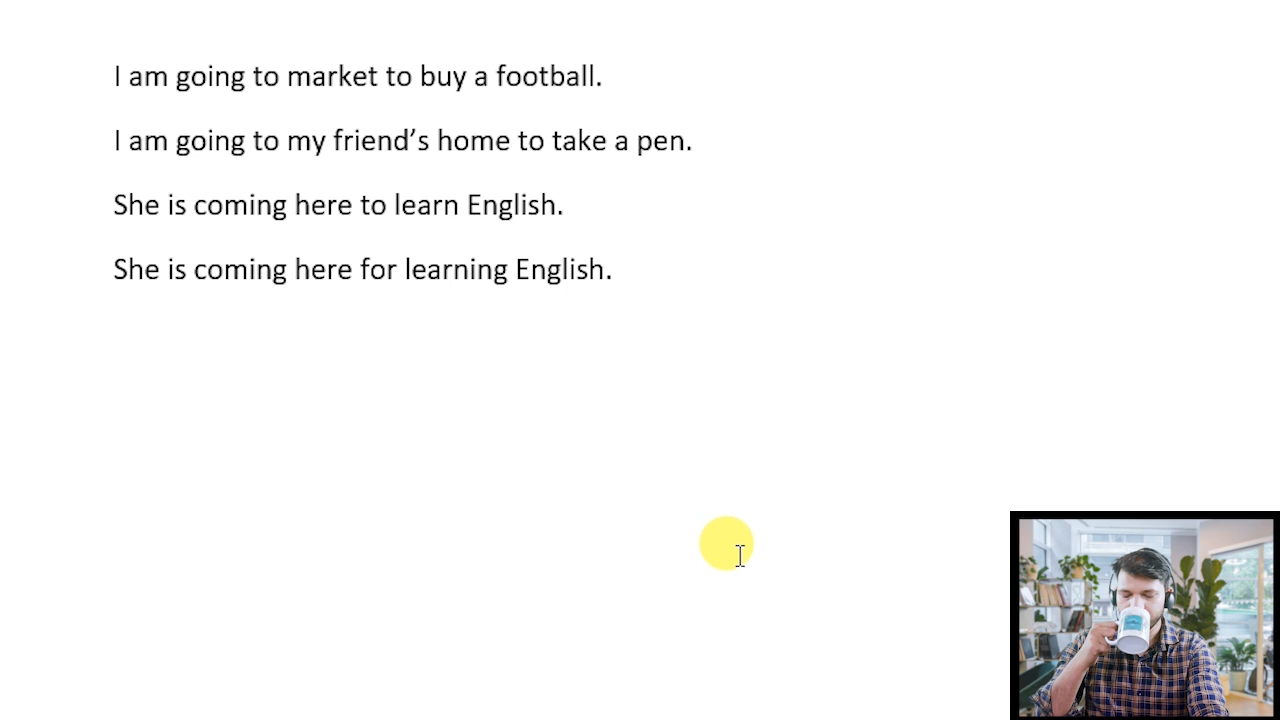 I am going to market to buy a football.
I am going to my friend’s home to take a pen.
She is coming here to learn English.
She is coming here for learning English.